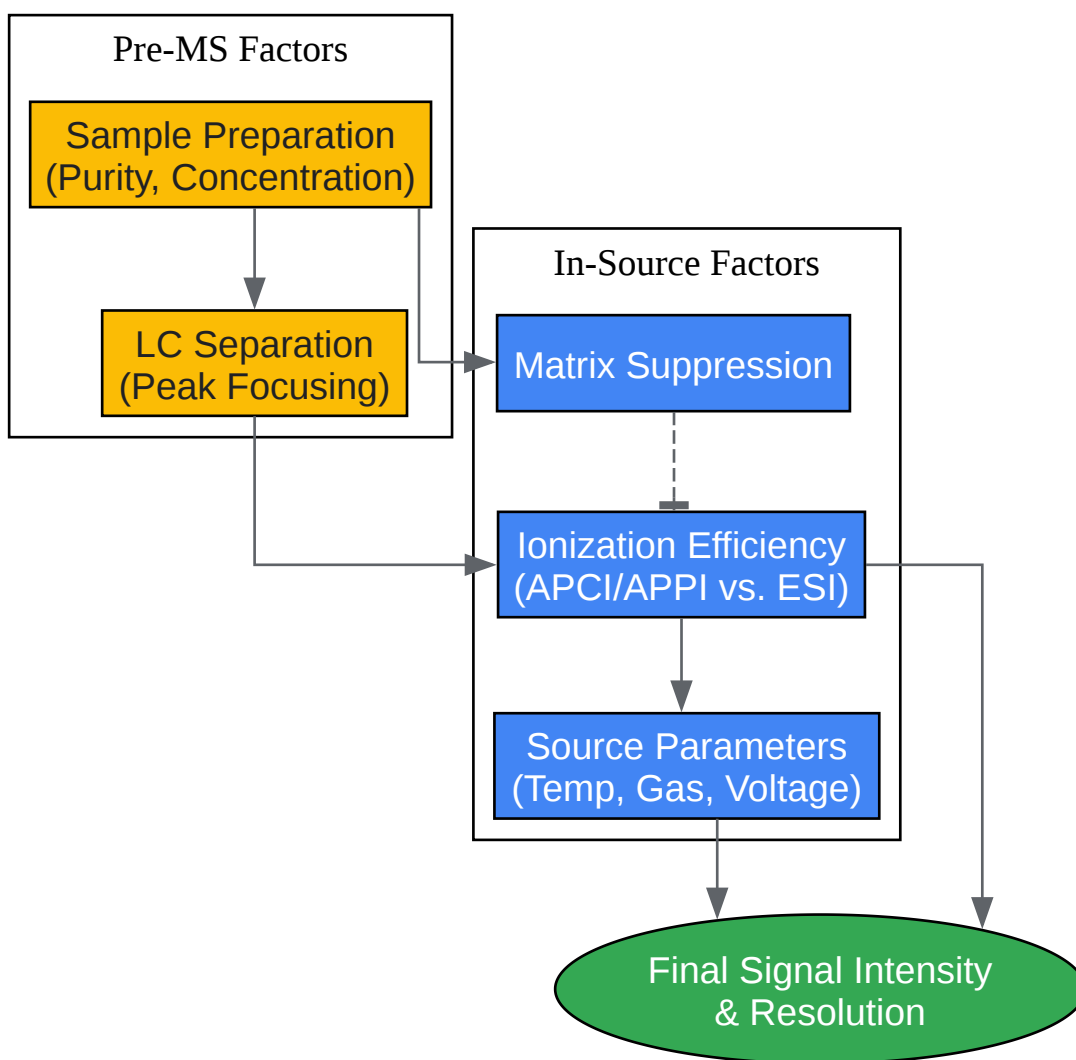 Pre-MS Factors
Sample Preparation
(Purity, Concentration)
LC Separation
(Peak Focusing)
In-Source Factors
Matrix Suppression
Ionization Efficiency
(APCI/APPI vs. ESI)
Source Parameters
(Temp, Gas, Voltage)
Final Signal Intensity
& Resolution